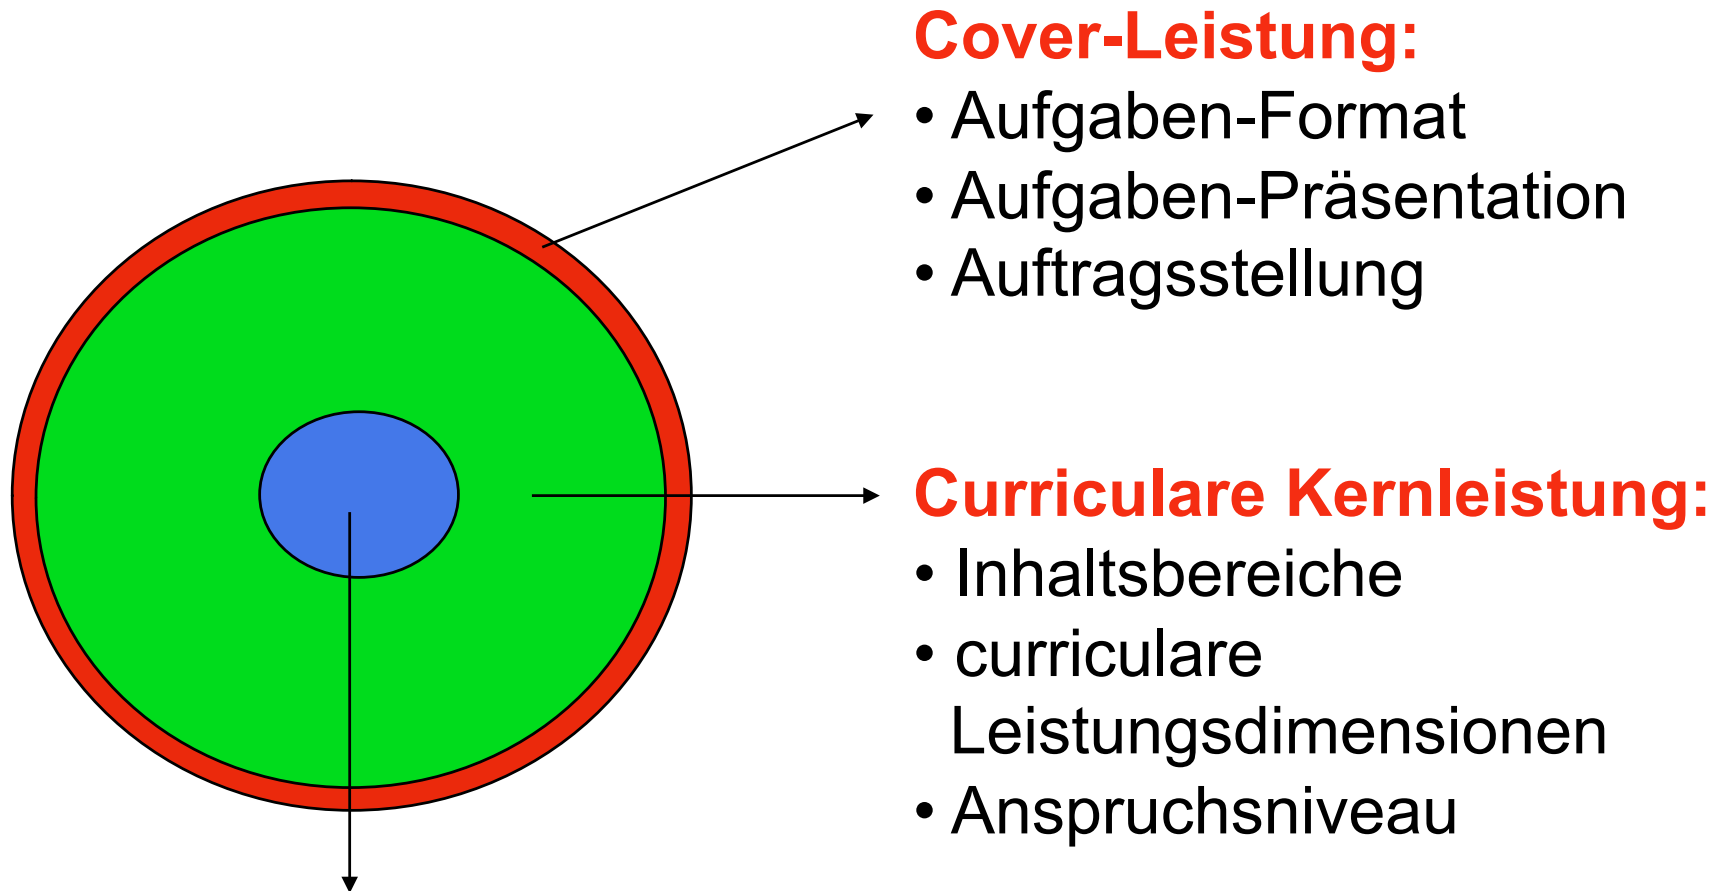 Cover-Leistung:
• Aufgaben-Format
• Aufgaben-Präsentation
• Auftragsstellung
Curriculare Kernleistung:
• Inhaltsbereiche
• curriculare
Leistungsdimensionen
• Anspruchsniveau